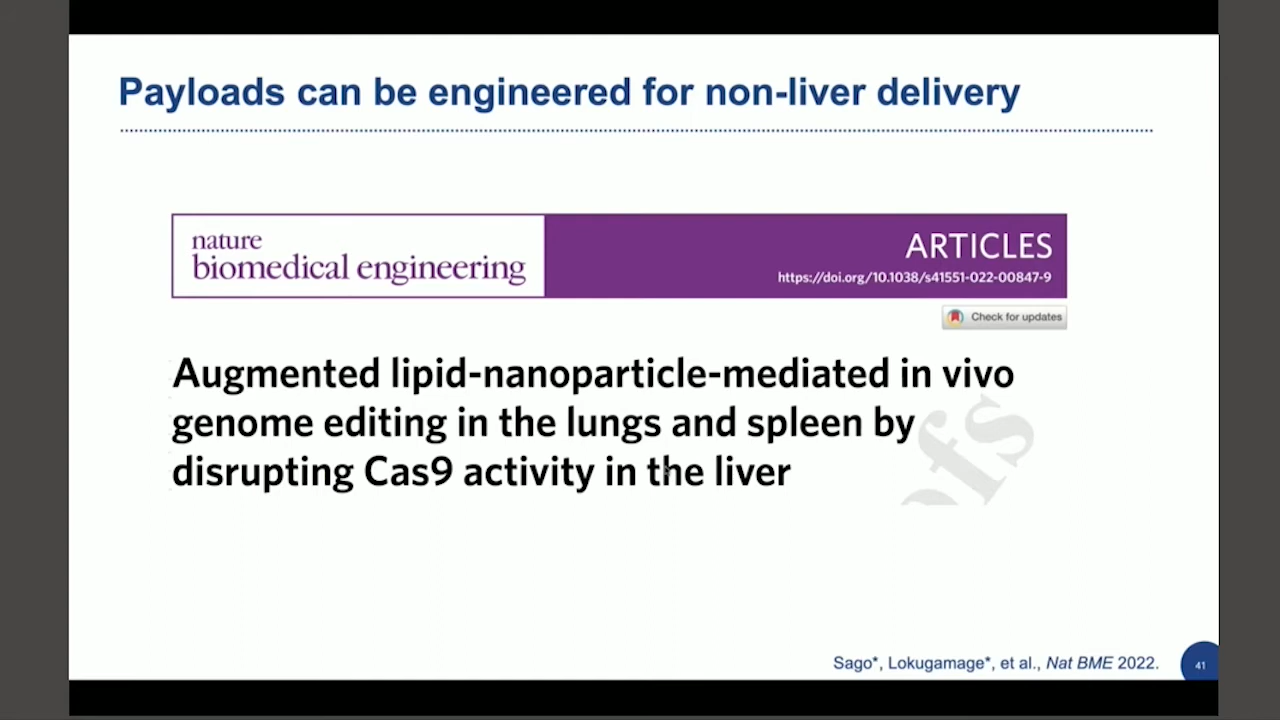 Payloads can be engineered for non-liver delivery
nature
biomedical engineering
ARTICLES
https://doi.org/10.1038/s41551-022-00847-9
Check for updates
Augmented lipid-nanoparticle-mediated in vivo
genome editing in the lungs and spleen by
disrupting Cas9 activity in the liver
Sago*, Lokugamage*, et al., Nat BME 2022.
41